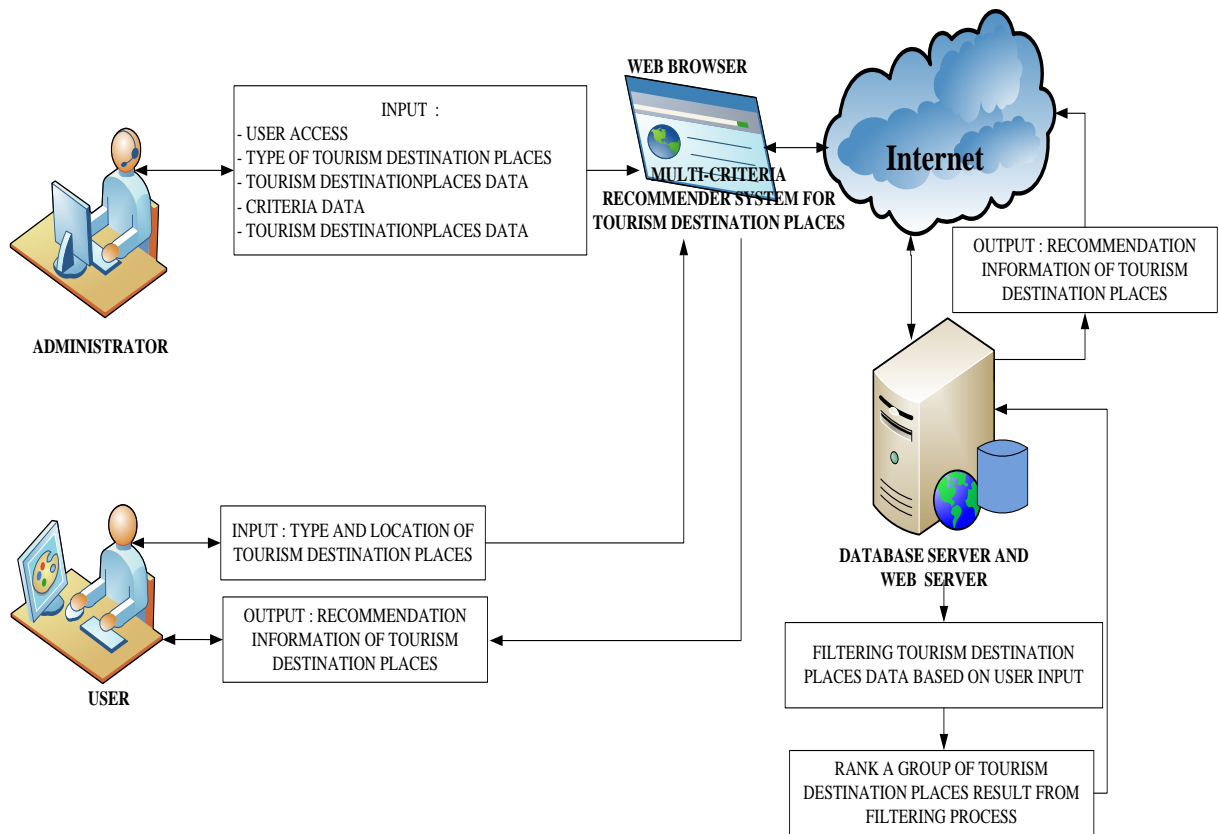 WEB BROWSER
INPUT :
- USER ACCESS
- TYPE OF TOURISM DESTINATION PLACES
- TOURISM DESTINATIONPLACES DATA
- CRITERIA DATA
- TOURISM DESTINATIONPLACES DATA
ADMINISTRATOR
MULTI-CRITERIA
RECOMMENDER SYSTEM FOR
TOURISM DESTINATION PLACES
Internet
OUTPUT : RECOMMENDATION
INFORMATION OF TOURISM
DESTINATION PLACES
INPUT : TYPE AND LOCATION OF
TOURISM DESTINATION PLACES
OUTPUT : RECOMMENDATION
INFORMATION OF TOURISM
DESTINATION PLACES
USER
DATABASE SERVER AND
WEB SERVER
FILTERING TOURISM DESTINATION
PLACES DATA BASED ON USER INPUT
RANK A GROUP OF TOURISM
DESTINATION PLACES RESULT FROM
FILTERING PROCESS